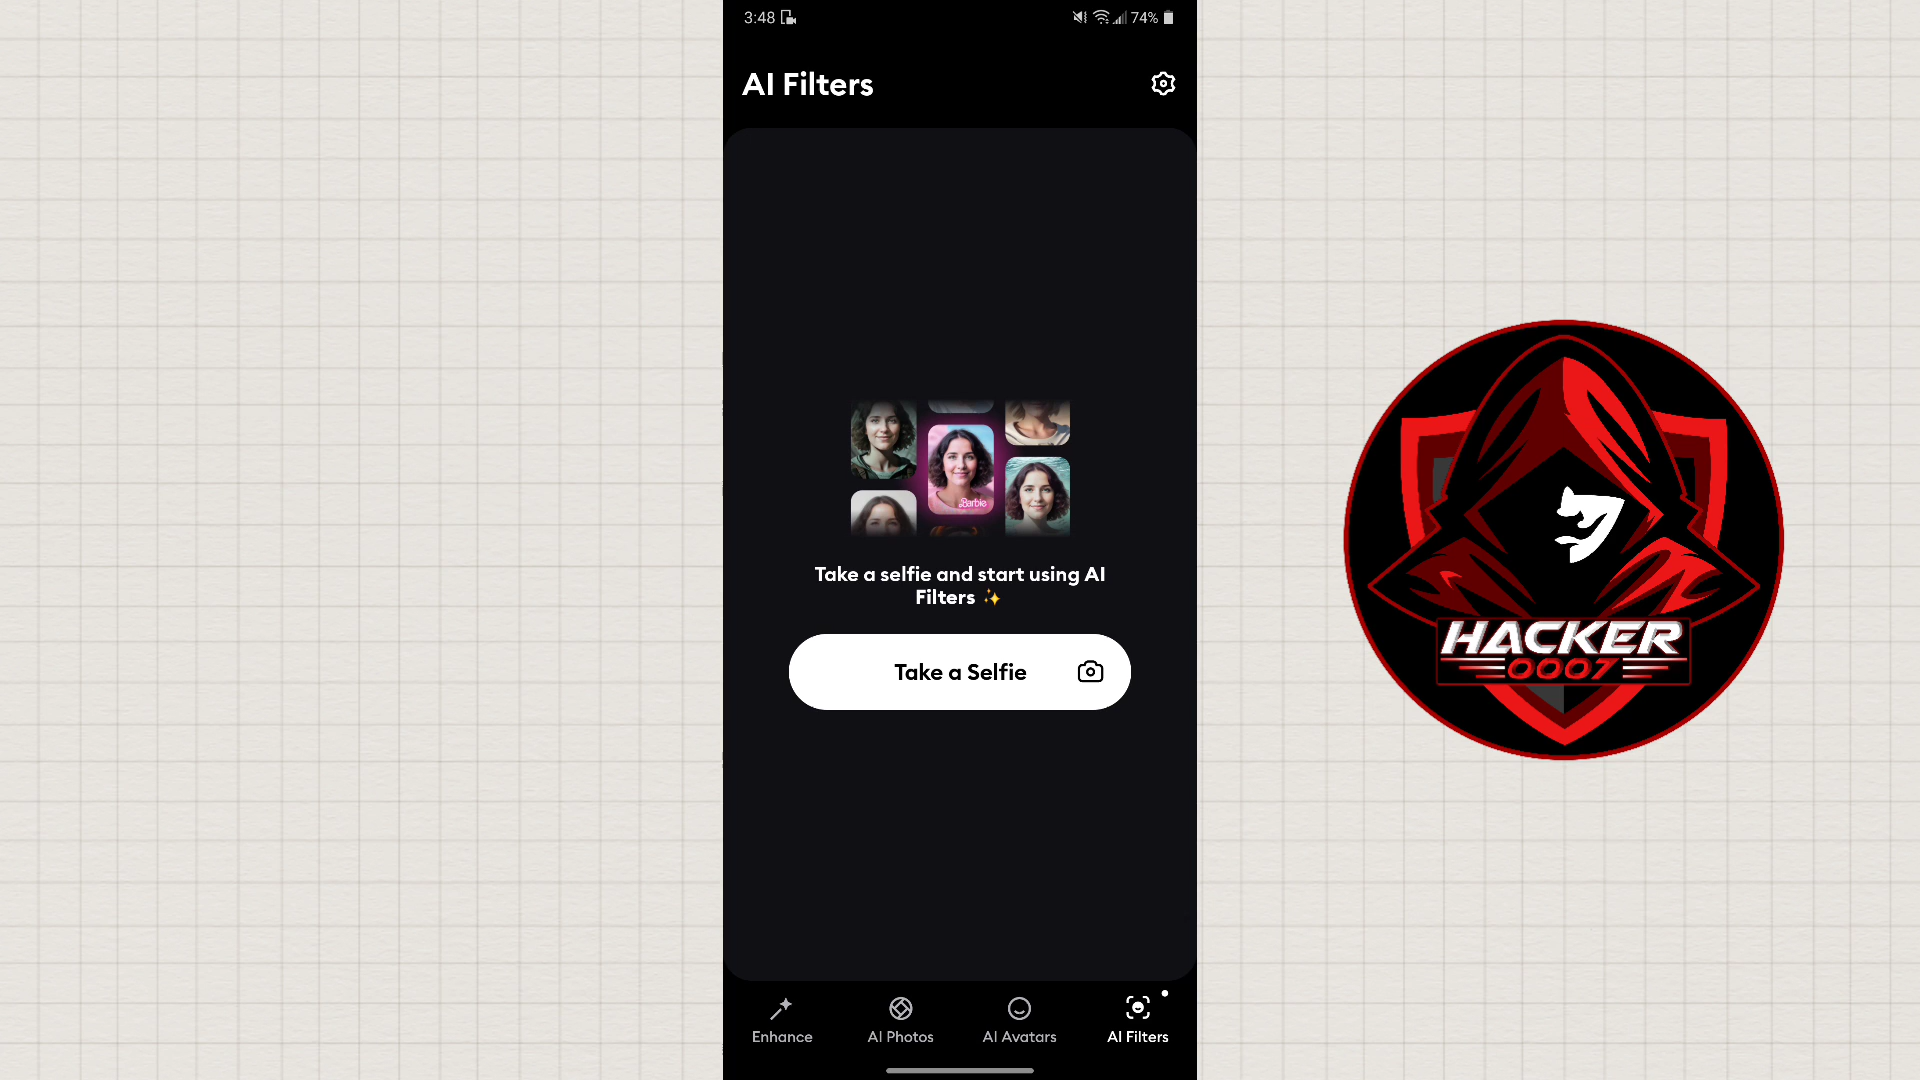 3:48
74%
AI Filters
Barbie
Take a selfie and start using AI
Filters ✨
Take a Selfie
HACKER
0007
Enhance
AI Photos
AI Avatars
AI Filters